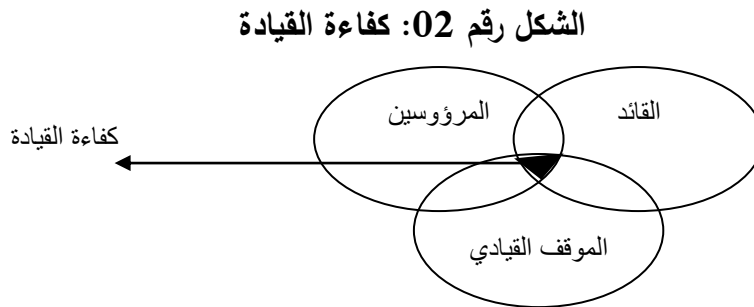 الشكل رقم 02: كفاءة القيادة
القائد
المرؤوسين
كفاءة القيادة
الموقف القيادي